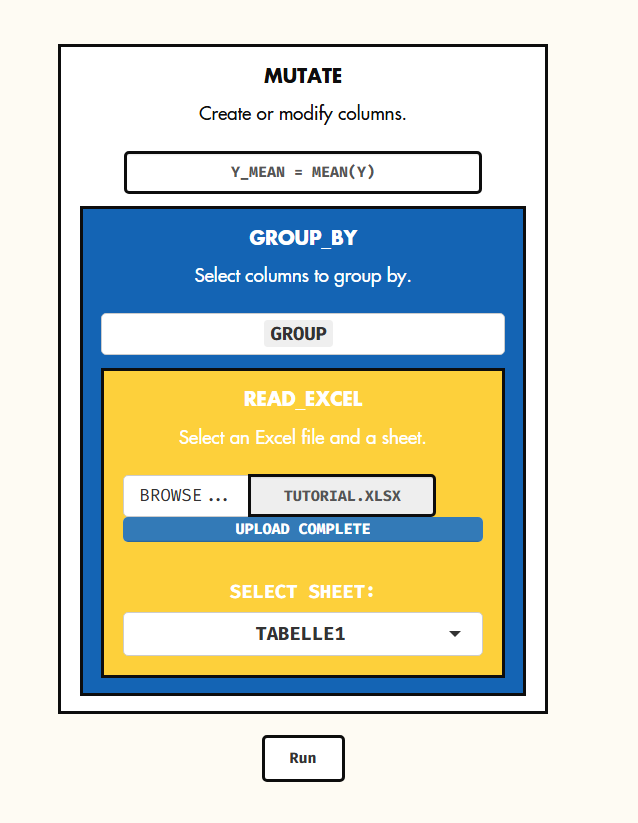 MUTATE
Create or modify columns.
Y_MEAN = MEAN(Y)
GROUP_BY
Select columns to group by.
GROUP
READ_EXCEL
Select an Excel file and a sheet.
BROWSE... TUTORIAL.XLSX
UPLOAD COMPLETE
SELECT SHEET:
TABELLE1
Run